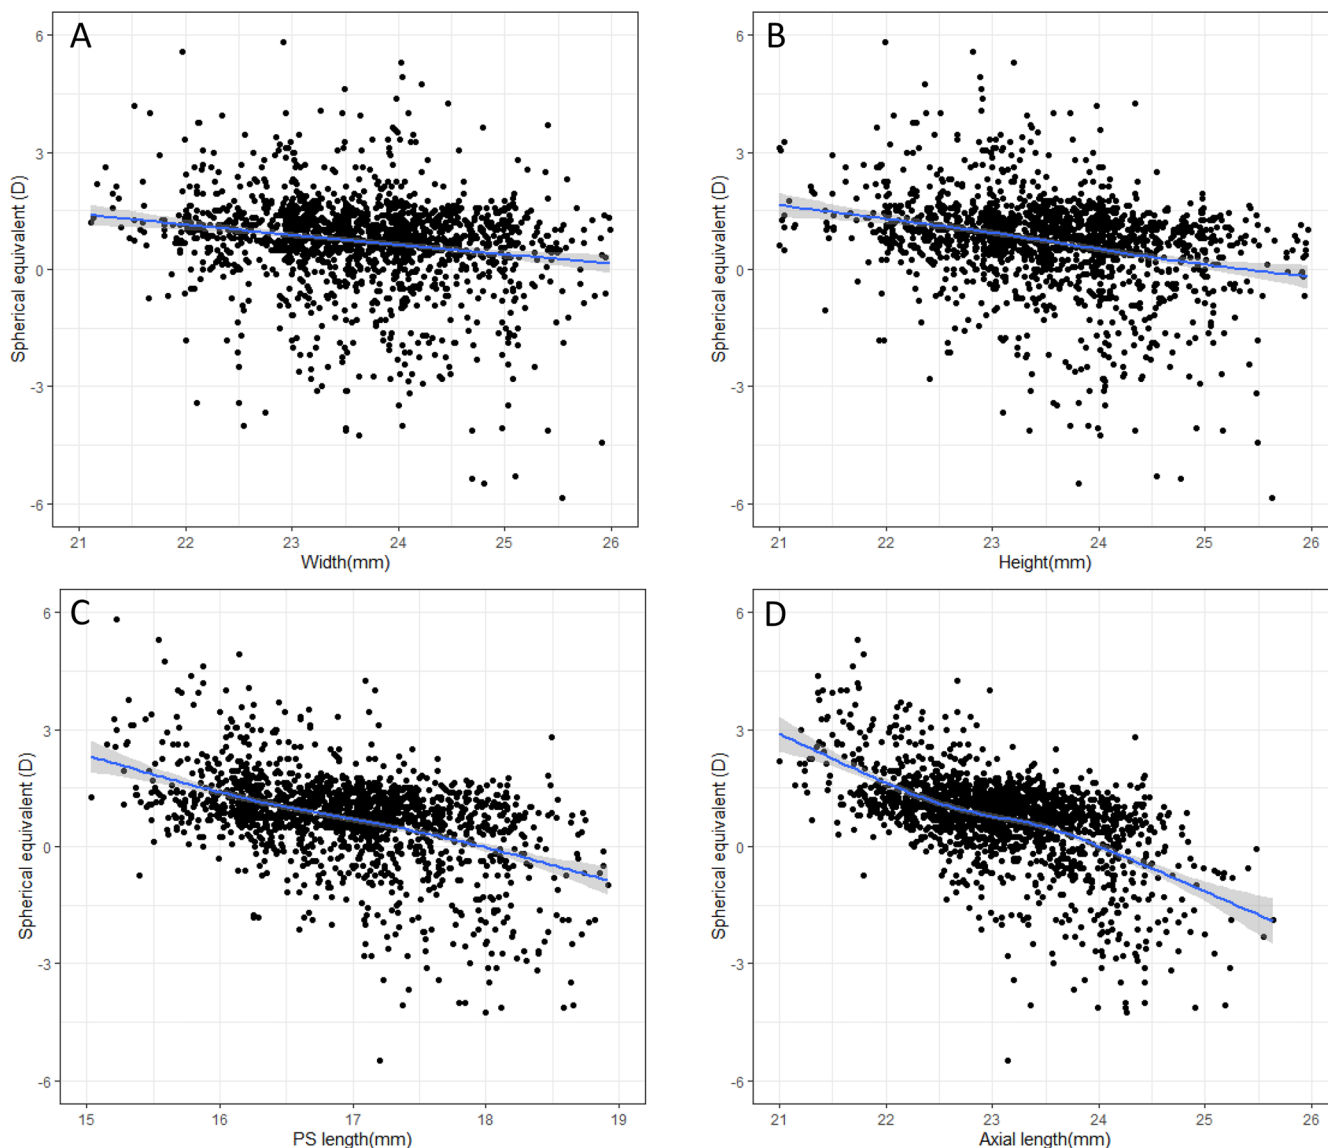 A
6
3
0
-3
-6
Spherical equivalent (D)
21 22 23 24 25 26
Width(mm)
B
6
3
0
-3
-6
Spherical equivalent (D)
21 22 23 24 25 26
Height(mm)
C
6
3
0
-3
-6
Spherical equivalent (D)
15 16 17 18 19
PS length(mm)
D
6
3
0
-3
-6
Spherical equivalent (D)
21 22 23 24 25 26
Axial length(mm)